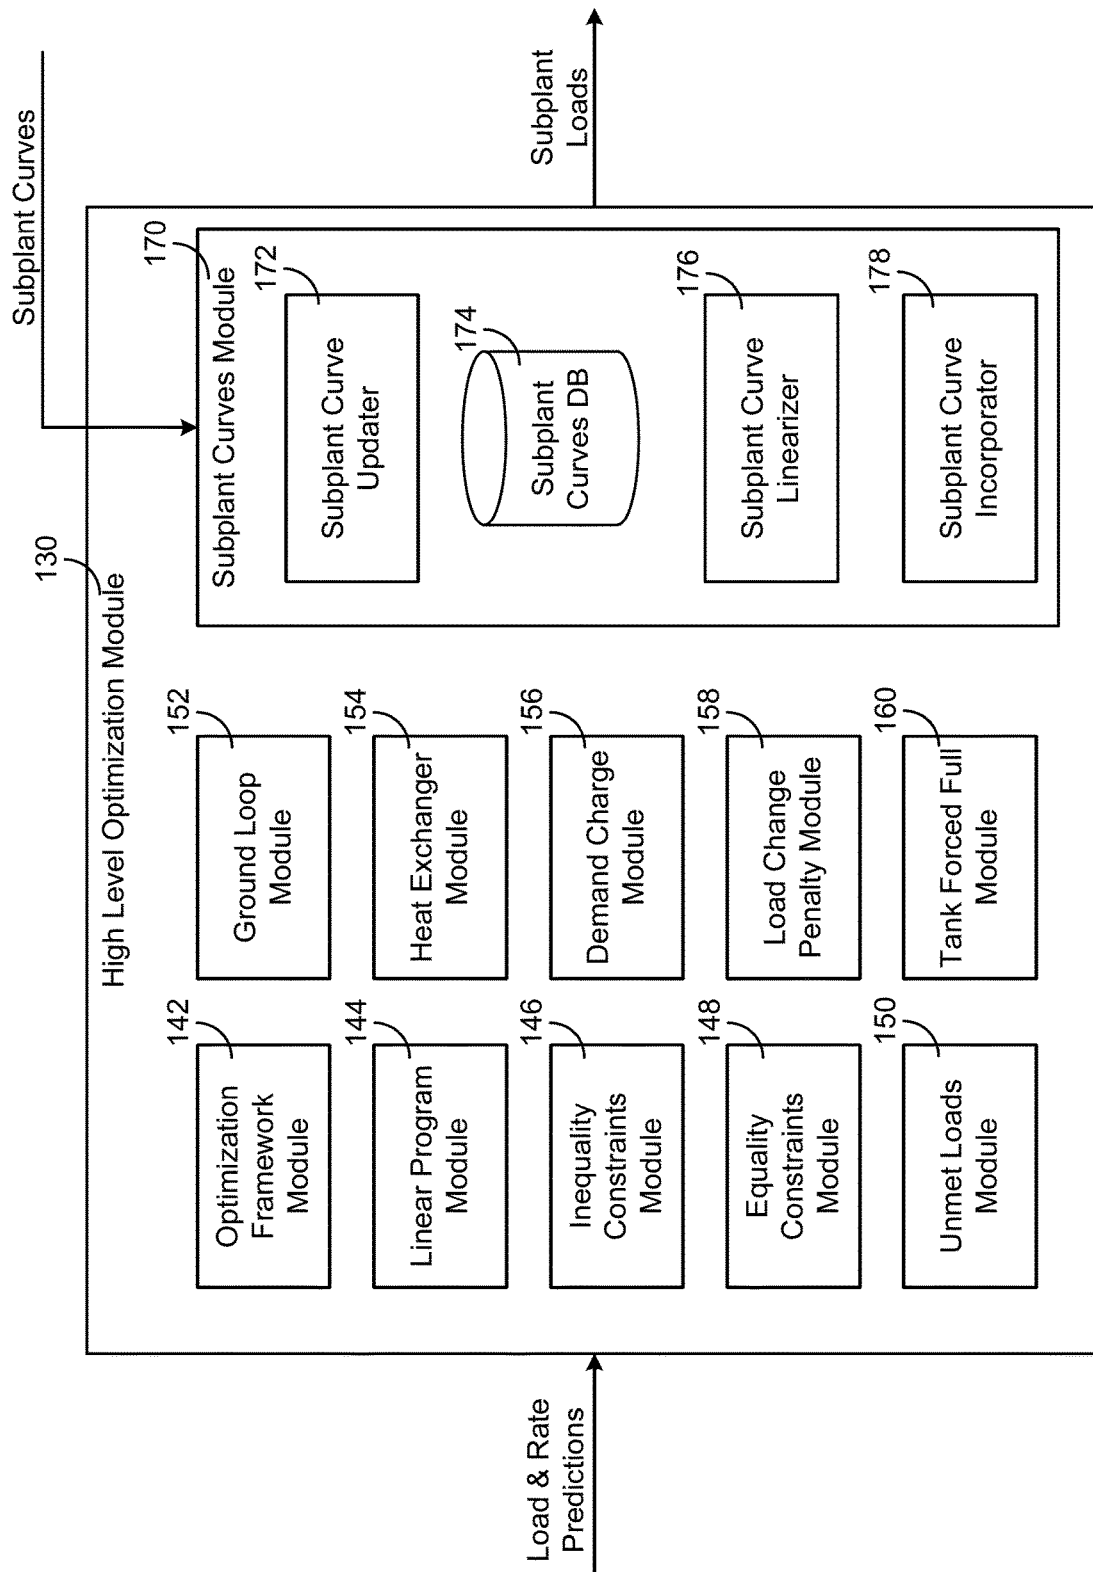 Subplant Curves
High Level Optimization Module
130
Load & Rate
Predictions
Optimization
Framework
Module
142
Linear Program
Module
144
Inequality
Constraints
Module
146
Equality
Constraints
Module
148
Unmet Loads
Module
150
Ground Loop
Module
152
Heat Exchanger
Module
154
Demand Charge
Module
156
Load Change
Penalty Module
158
Tank Forced Full
Module
160
Subplant Curves Module
170
Subplant Curve
Updater
172
Subplant
Curves DB
174
Subplant Curve
Linearizer
176
Subplant Curve
Incorporator
178
Subplant
Loads